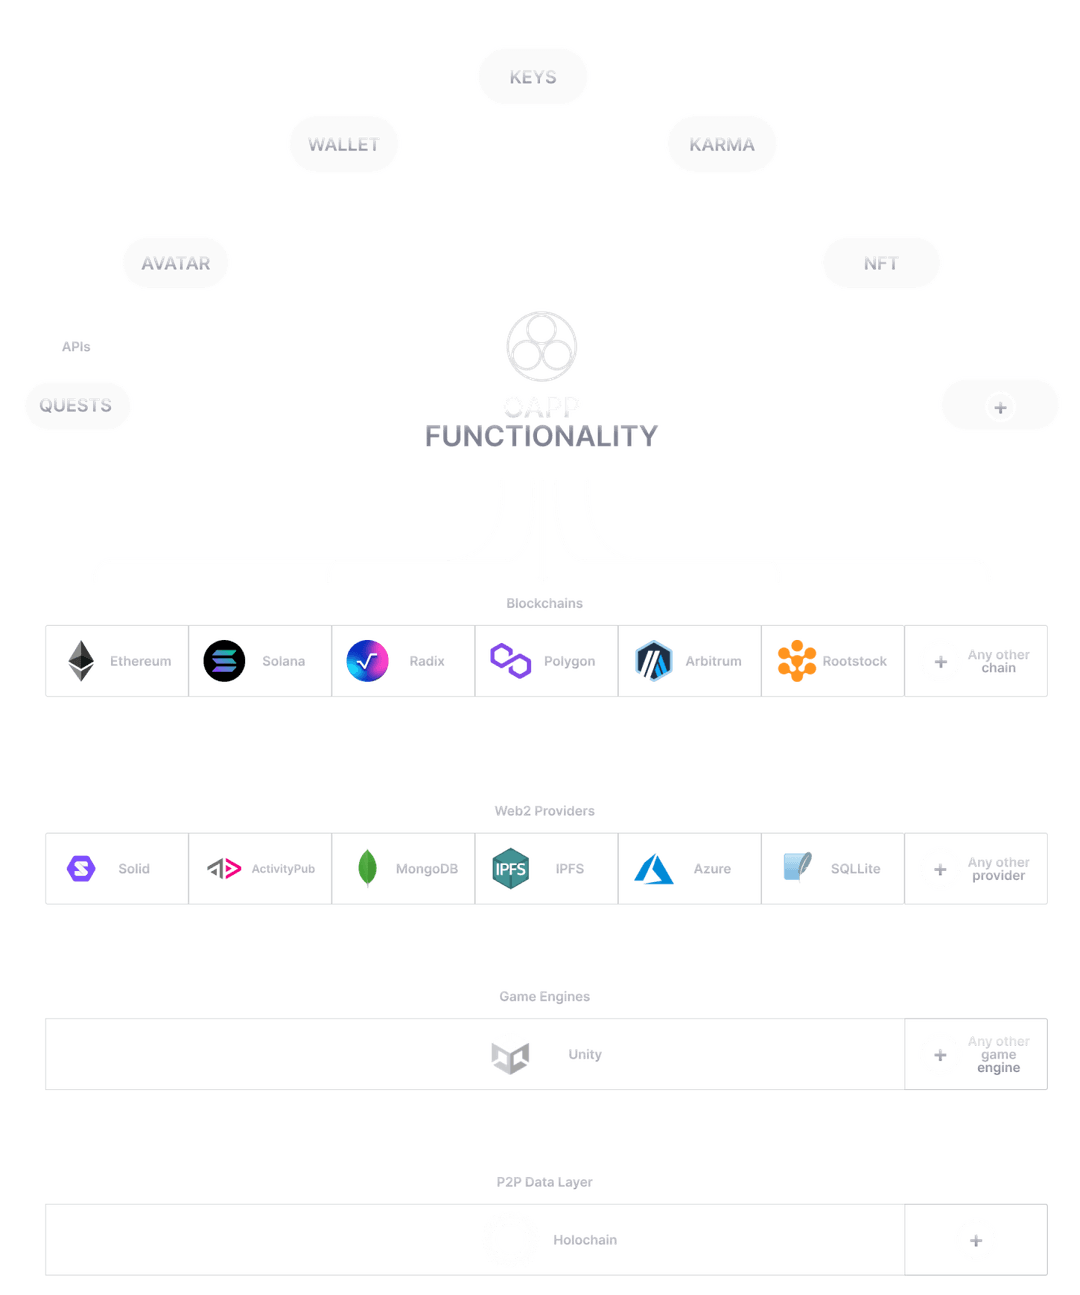 KEYS
WALLET
KARMA
AVATAR
NFT
APIs
QUESTS
+
OAPP
FUNCTIONALITY
Blockchains
Ethereum
Solana
Radix
Polygon
Arbitrum
Rootstock
+
Any other
chain
Web2 Providers
Solid
ActivityPub
MongoDB
IPFS
IPFS
Azure
SQLLite
+
Any other
provider
Game Engines
Unity
+
Any other
game
engine
P2P Data Layer
Holochain
+